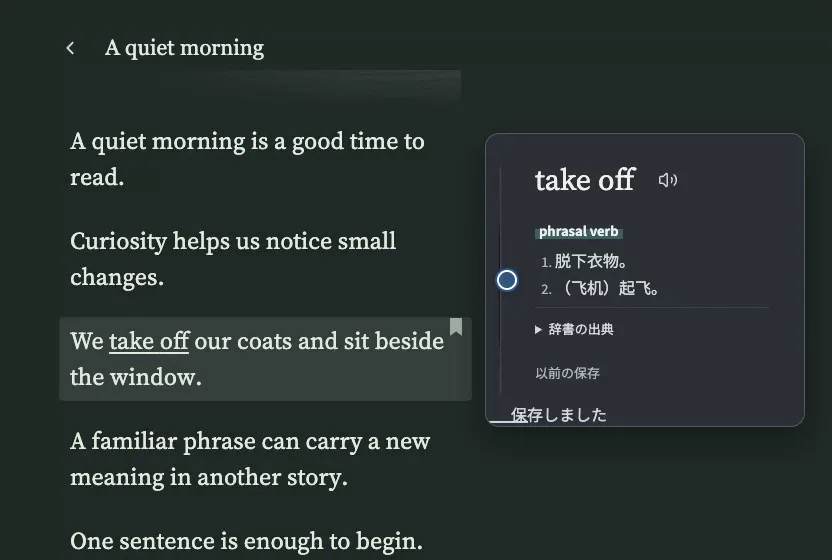 A quiet morning
A quiet morning is a good time to
read.
Curiosity helps us notice small
changes.
We take off our coats and sit beside
the window.
A familiar phrase can carry a new
meaning in another story.
One sentence is enough to begin.
take off
phrasal verb
1. 脱下衣物。
2. （飞机）起飞。
辞書の出典
以前の保存
保存しました